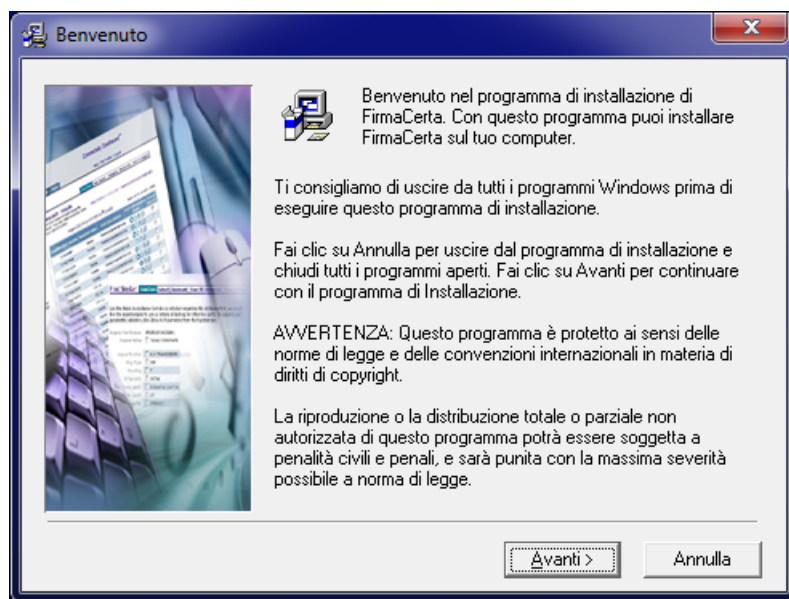 Benvenuto
Benvenuto nel programma di installazione di
FirmaCerta. Con questo programma puoi installare
FirmaCerta sul tuo computer.
Ti consigliamo di uscire da tutti i programmi Windows prima di
eseguire questo programma di installazione.
Fai clic su Annulla per uscire dal programma di installazione e
chiudi tutti i programmi aperti. Fai clic su Avanti per continuare
con il programma di Installazione.
AVVERTENZA: Questo programma è protetto ai sensi delle
norme di legge e delle convenzioni internazionali in materia di
diritti di copyright.
La riproduzione o la distribuzione totale o parziale non
autorizzata di questo programma potrà essere soggetta a
penalità civili e penali, e sarà punita con la massima severità
possibile a norma di legge.
Avanti >
Annulla